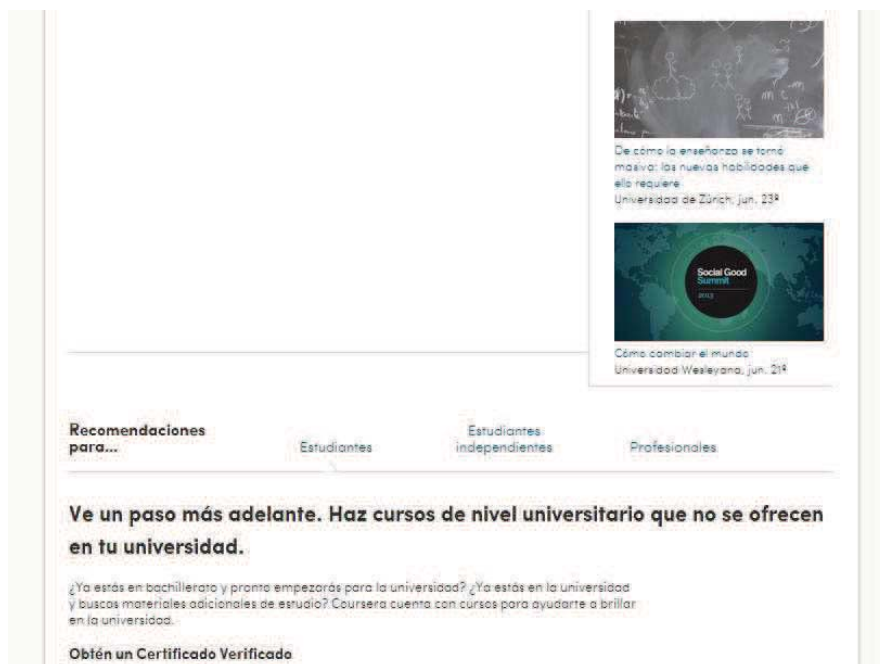 De cómo la enseñanza se tornó
masiva: las nuevas habilidades que
ello requiere
Universidad de Zúrich, jun. 23º
Social Good
Summit
2013
Cómo cambiar el mundo
Universidad Wesleyana, jun. 21º
Recomendaciones
para...
Estudiantes
Estudiantes
independientes
Profesionales
Ve un paso más adelante. Haz cursos de nivel universitario que no se ofrecen
en tu universidad.
¿Ya estás en bachillerato y pronto empezarás para la universidad? ¿Ya estás en la universidad
y buscas materiales adicionales de estudio? Coursera cuenta con cursos para ayudarte a brillar
en la universidad.
Obtén un Certificado Verificado